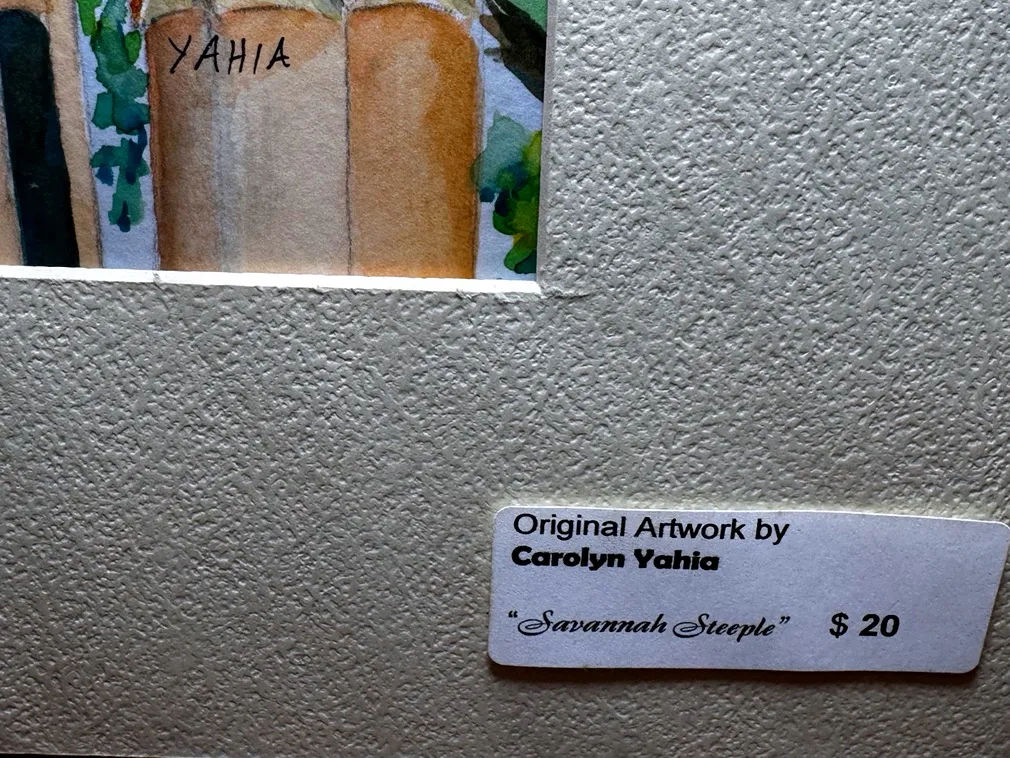 YAHIA
Original Artwork by
Carolyn Yahia
“Savannah Steeple” $ 20